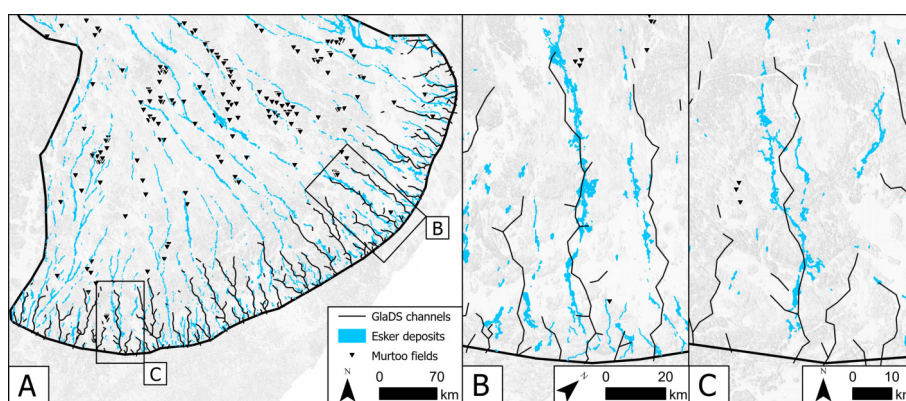 B
C
GlaDS channels
Esker deposits
Murtoo fields
A
N
0 70
km
B
N
0 20
km
C
N
0 10
km